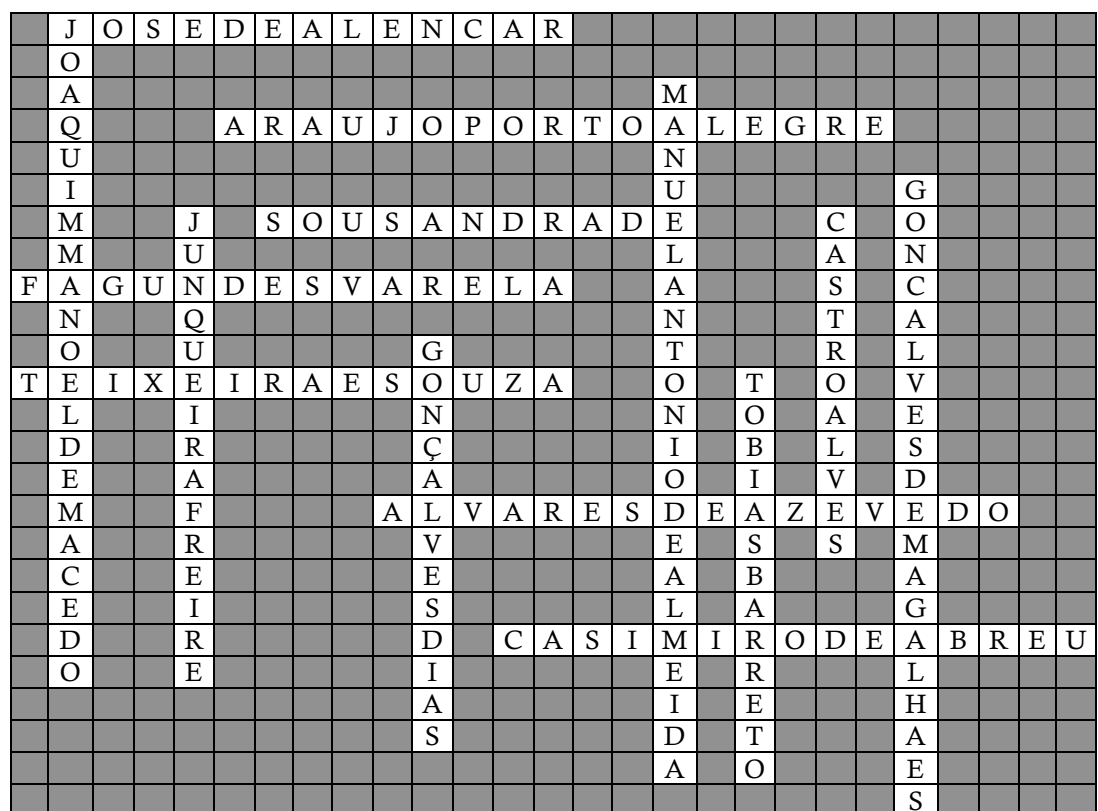 JOSEDEALENCAR
JOAQUIMMANOELDEMACEDO
MANUELANTONIODEALMEIDA
ARAUJOPORTOALEGRE
GONCALVESDEMAGALHAES
JUNQUEIRAFREIRE
SOUSANDRADE
CASTROALVES
FAGUNDESVARELA
GONÇALVESDIAS
TEIXEIRAESOUZA
TOBIASBARRETO
ALVARESDEAZEVEDO
CASIMIRODEABREU